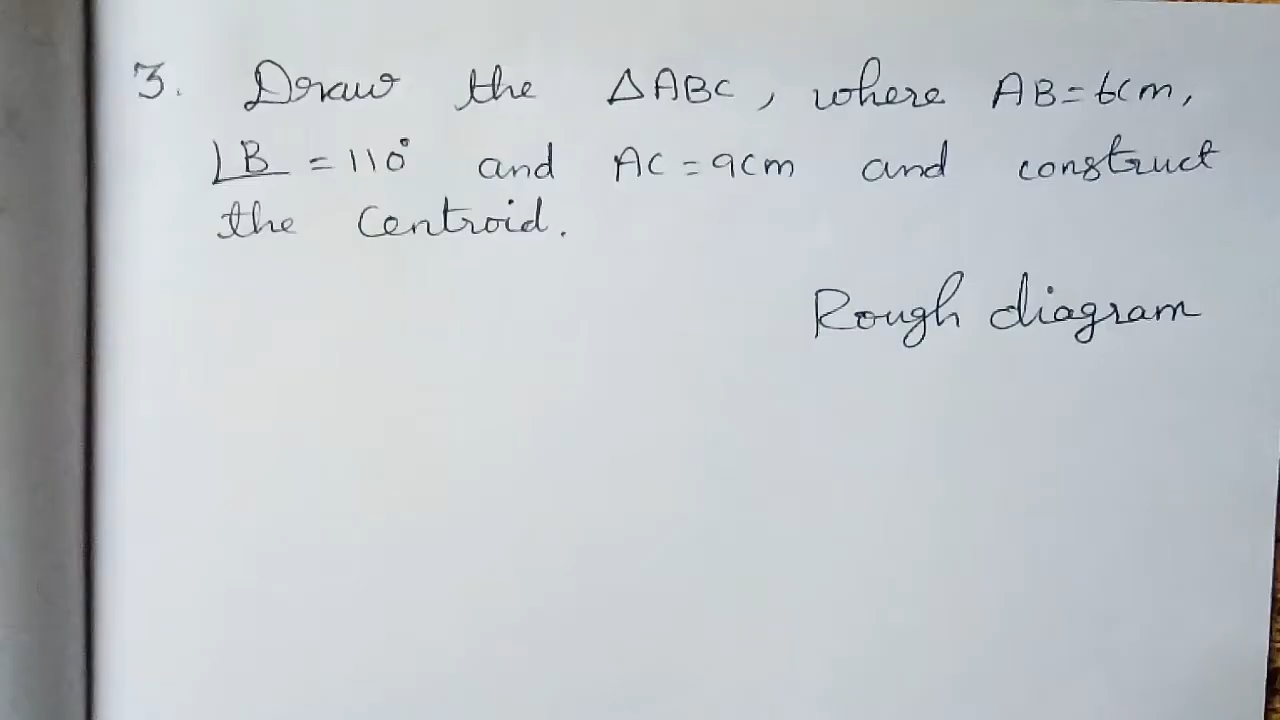 3. Draw the ΔABC, where AB = 6cm,
∠B = 110° and AC = 9cm and construct
the Centroid.
Rough diagram